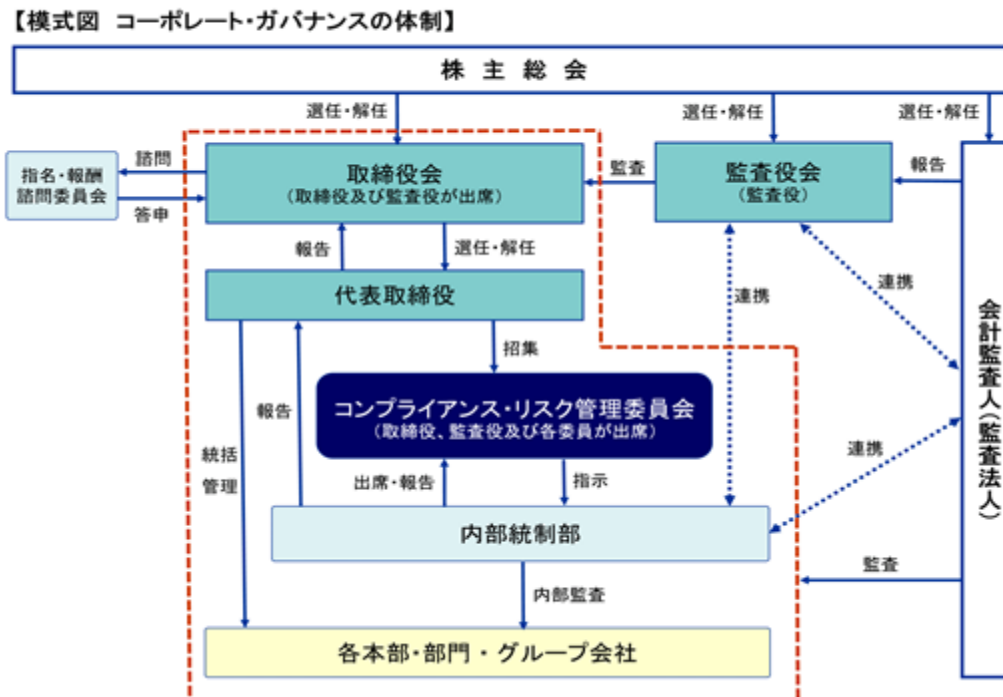 【模式図 コーポレート・ガバナンスの体制】
株 主 総 会
選任・解任
選任・解任
選任・解任
指名・報酬
諮問委員会
諮問
答申
取締役会
(取締役及び監査役が出席)
監査
監査役会
(監査役)
報告
報告
選任・解任
代表取締役
連携
連携
招集
会計監査人(監査法人)
コンプライアンス・リスク管理委員会
(取締役、監査役及び各委員が出席)
報告
統括
管理
出席・報告
指示
連携
内部統制部
監査
内部監査
各本部・部門・グループ会社